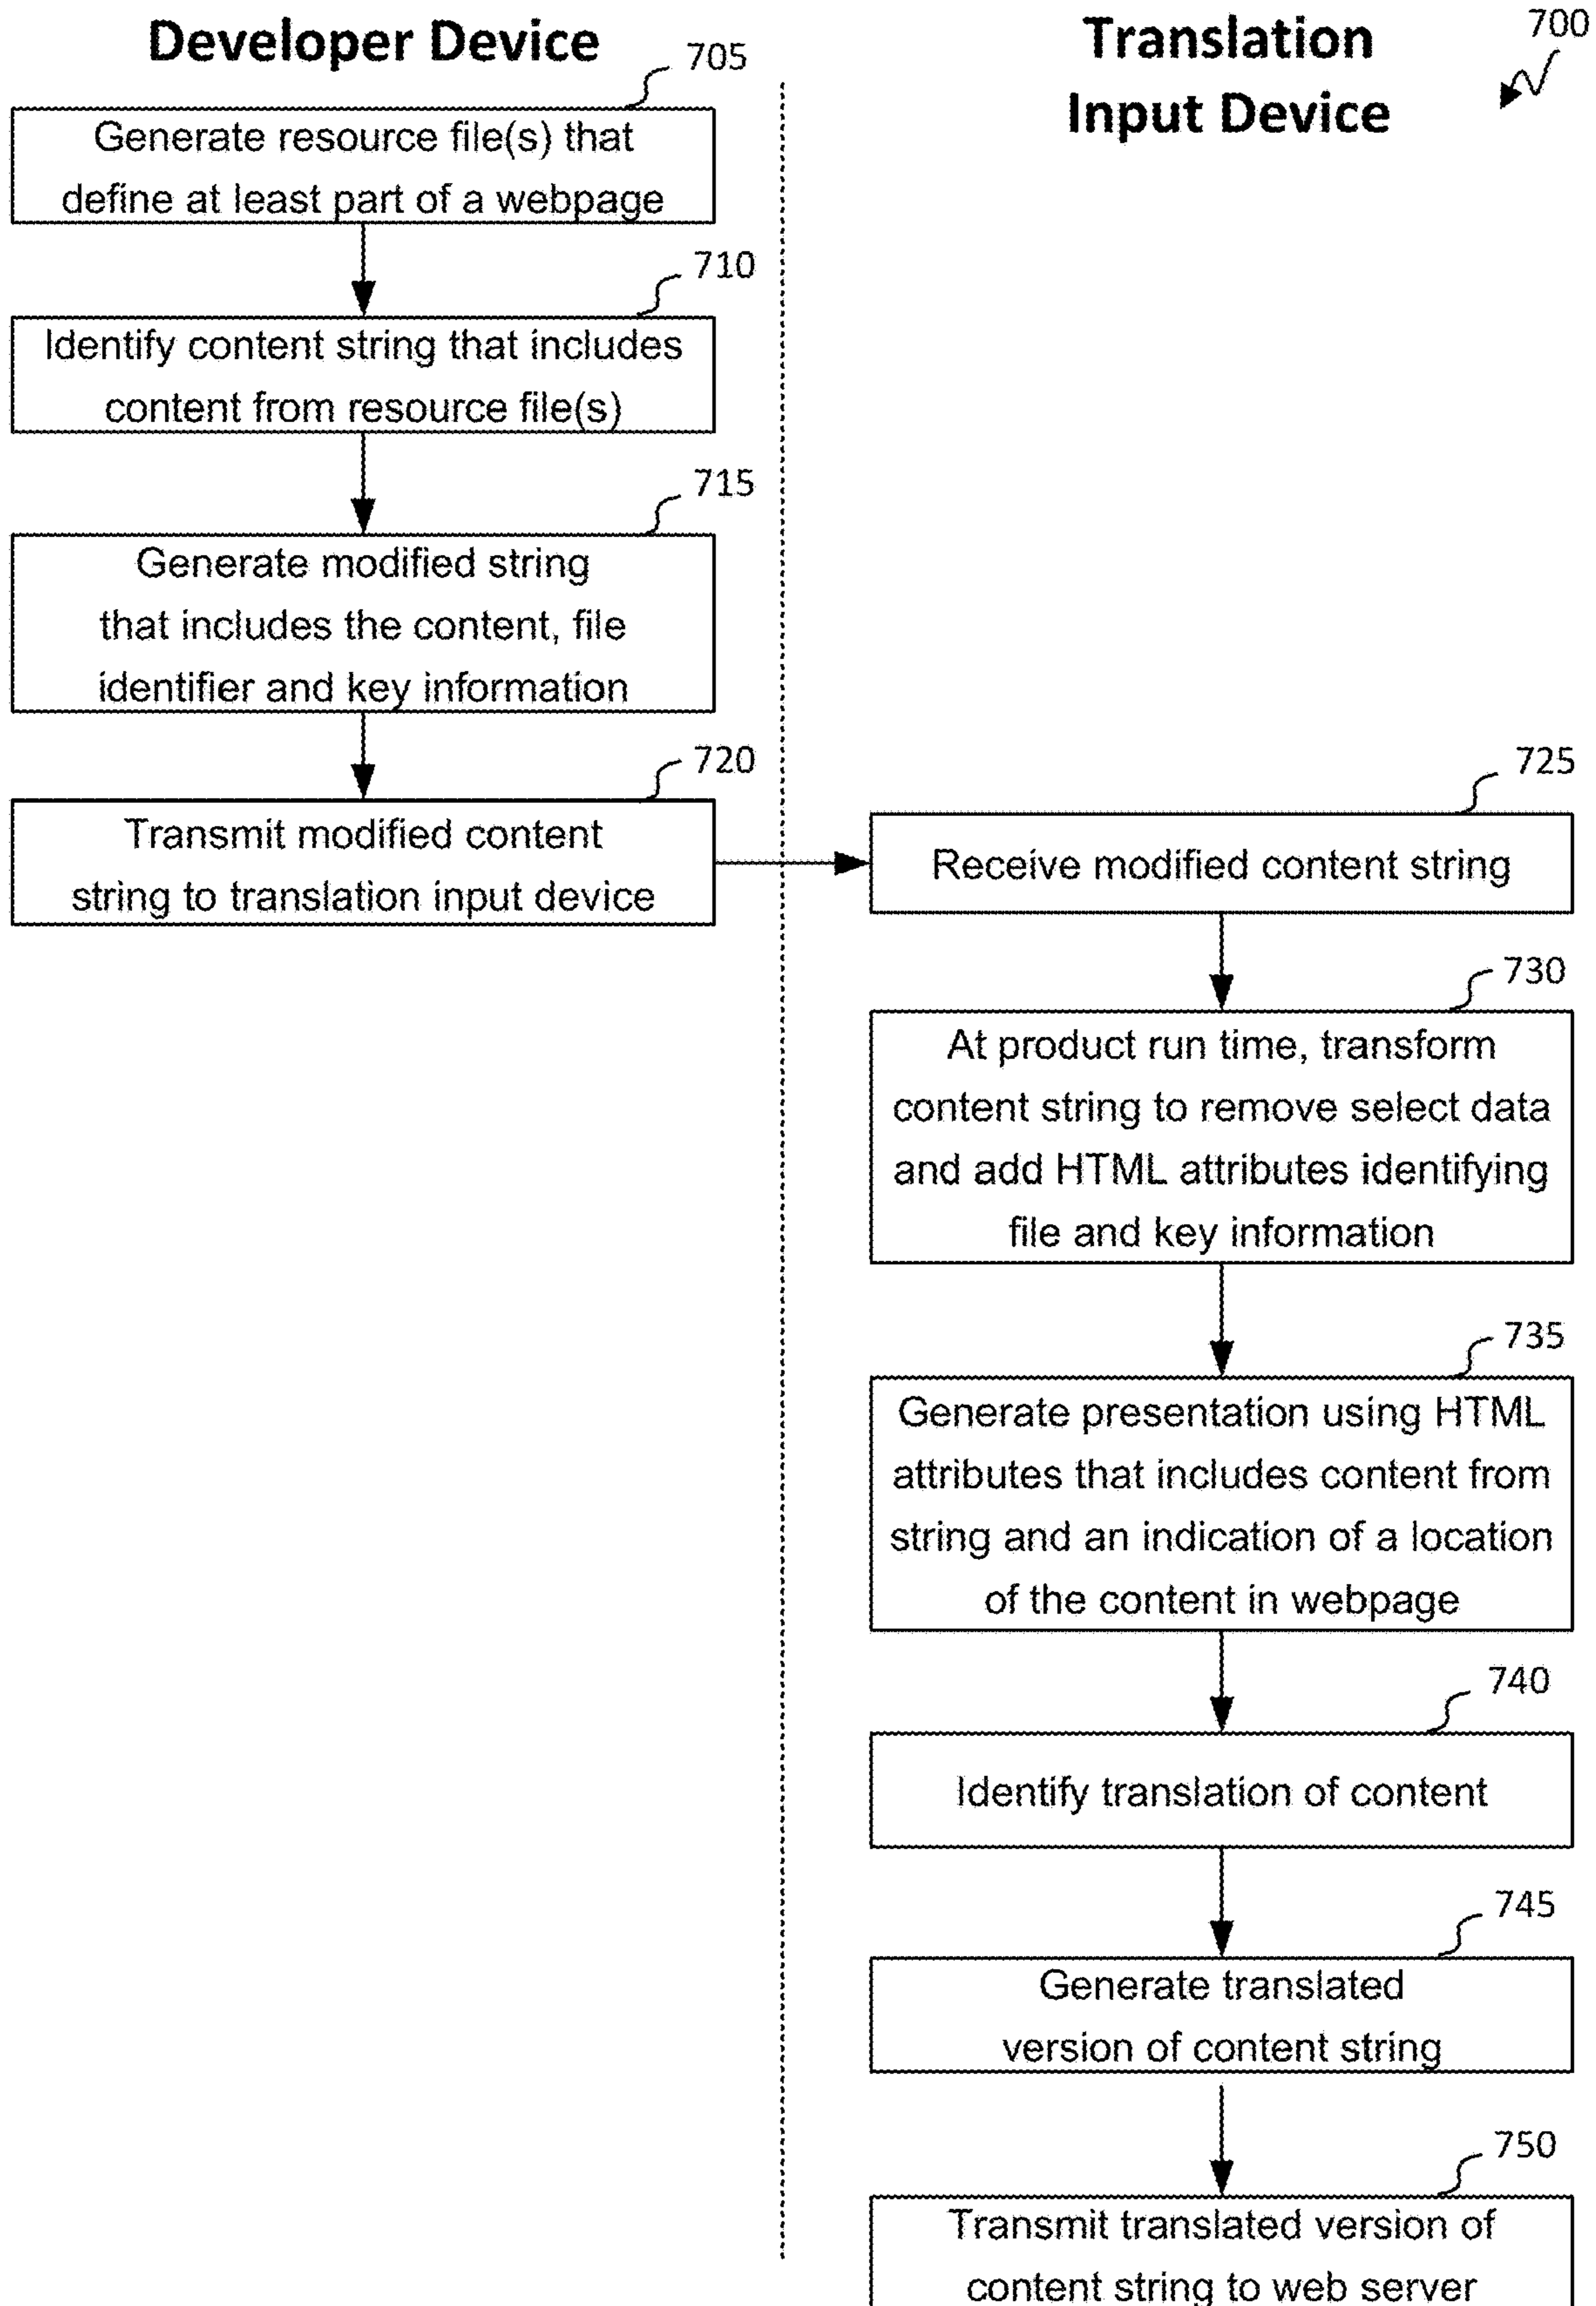 Developer Device
705
Generate resource file(s) that
define at least part of a webpage
710
Identify content string that includes
content from resource file(s)
715
Generate modified string
that includes the content, file
identifier and key information
720
Transmit modified content
string to translation input device
Translation
Input Device
700
725
Receive modified content string
730
At product run time, transform
content string to remove select data
and add HTML attributes identifying
file and key information
735
Generate presentation using HTML
attributes that includes content from
string and an indication of a location
of the content in webpage
740
Identify translation of content
745
Generate translated
version of content string
750
Transmit translated version of
content string to web server